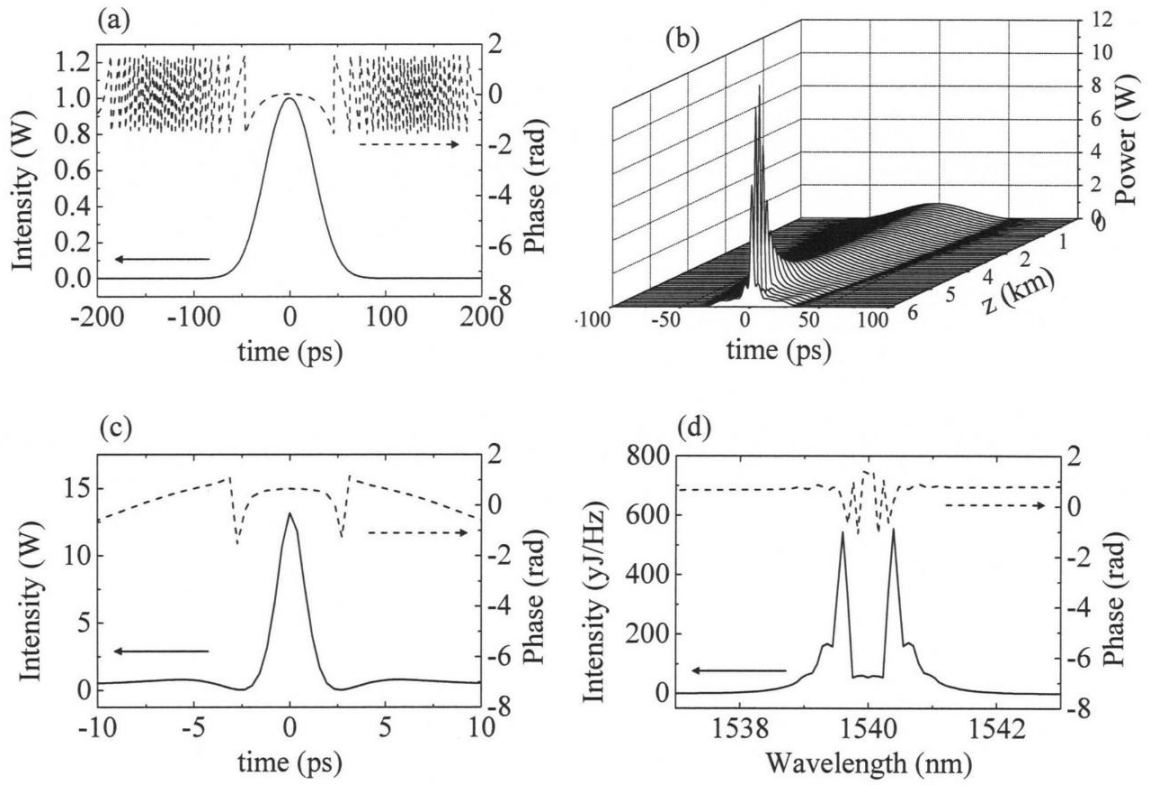 (a)
1.2
1.0
0.8
0.6
0.4
0.2
0.0
Intensity (W)
2
0
-2
-4
-6
-8
Phase (rad)
-200 -100 0 100 200
time (ps)
(b)
12
10
8
6
4
2
0
Power (W)
0
1
2
4
5
6
z (km)
-100 -50 0 50 100
time (ps)
(c)
15
10
5
0
Intensity (W)
2
0
-2
-4
-6
-8
Phase (rad)
-10 -5 0 5 10
time (ps)
(d)
800
600
400
200
0
Intensity (yJ/Hz)
2
0
-2
-4
-6
-8
Phase (rad)
1538 1540 1542
Wavelength (nm)